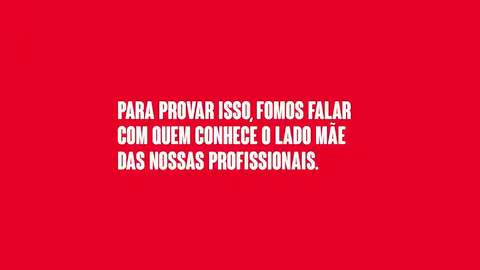 PARA PROVAR ISSO, FOMOS FALAR
COM QUEM CONHECE O LADO MÃE
DAS NOSSAS PROFISSIONAIS.